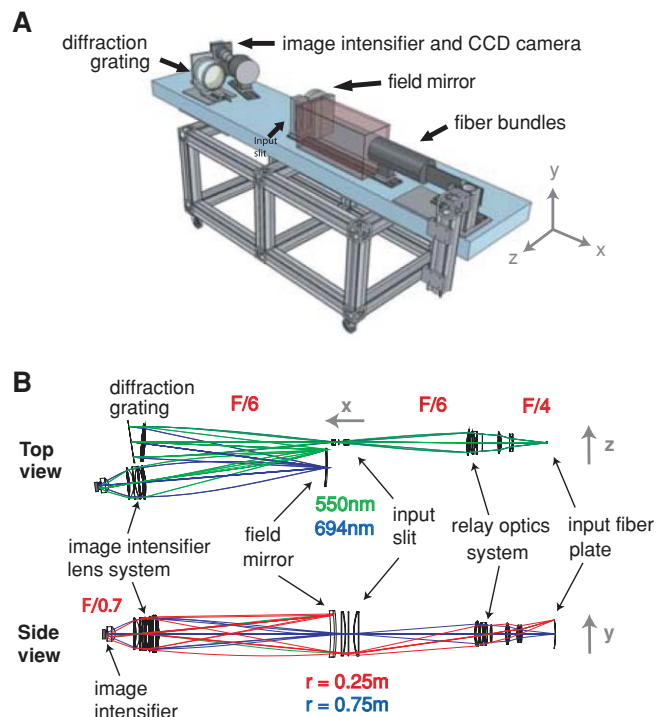 A
diffraction
grating
image intensifier and CCD camera
field mirror
Input
slit
fiber bundles
y
z
x
B
diffraction
grating
F/6
x
F/6
F/4
Top
view
z
550nm
694nm
image intensifier
lens system
field
mirror
input
slit
relay optics
system
input fiber
plate
F/0.7
Side
view
y
r = 0.25m
r = 0.75m
image
intensifier